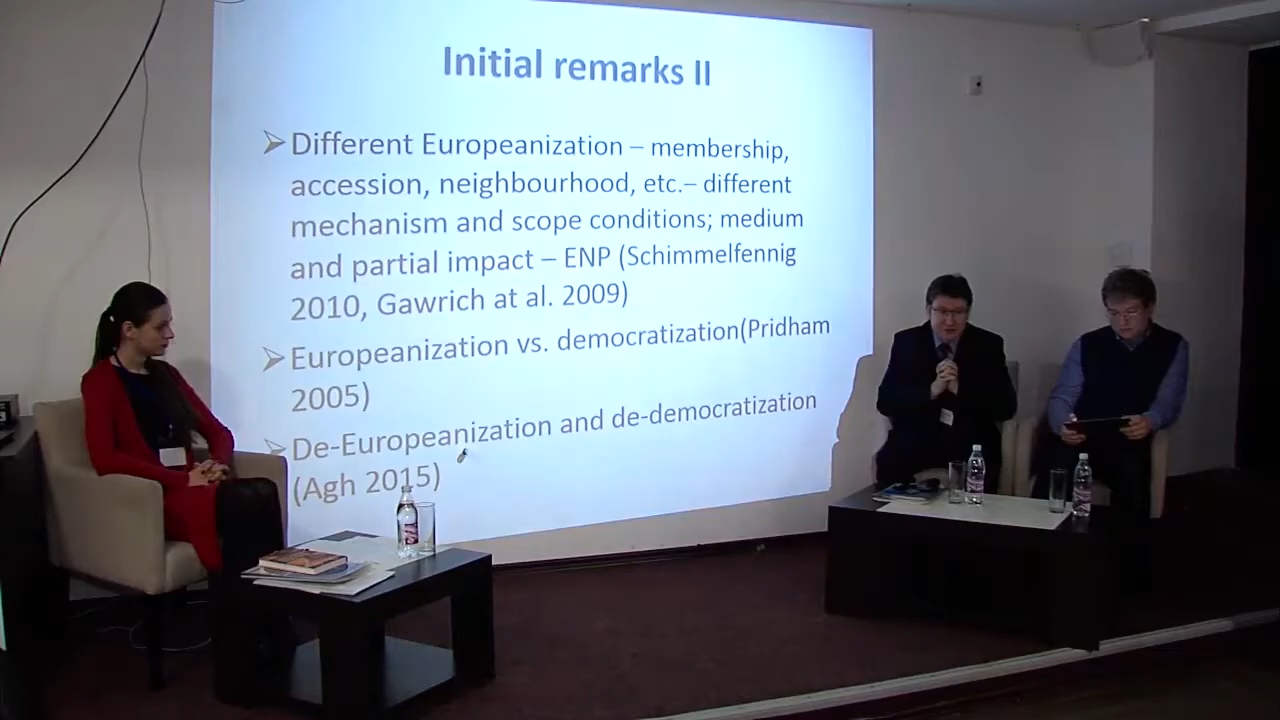 Initial remarks II
Different Europeanization – membership,
accession, neighbourhood, etc.– different
mechanism and scope conditions; medium
and partial impact – ENP (Schimmelfennig
2010, Gawrich at al. 2009)
Europeanization vs. democratization(Pridham
2005)
De-Europeanization and de-democratization
(Agh 2015)